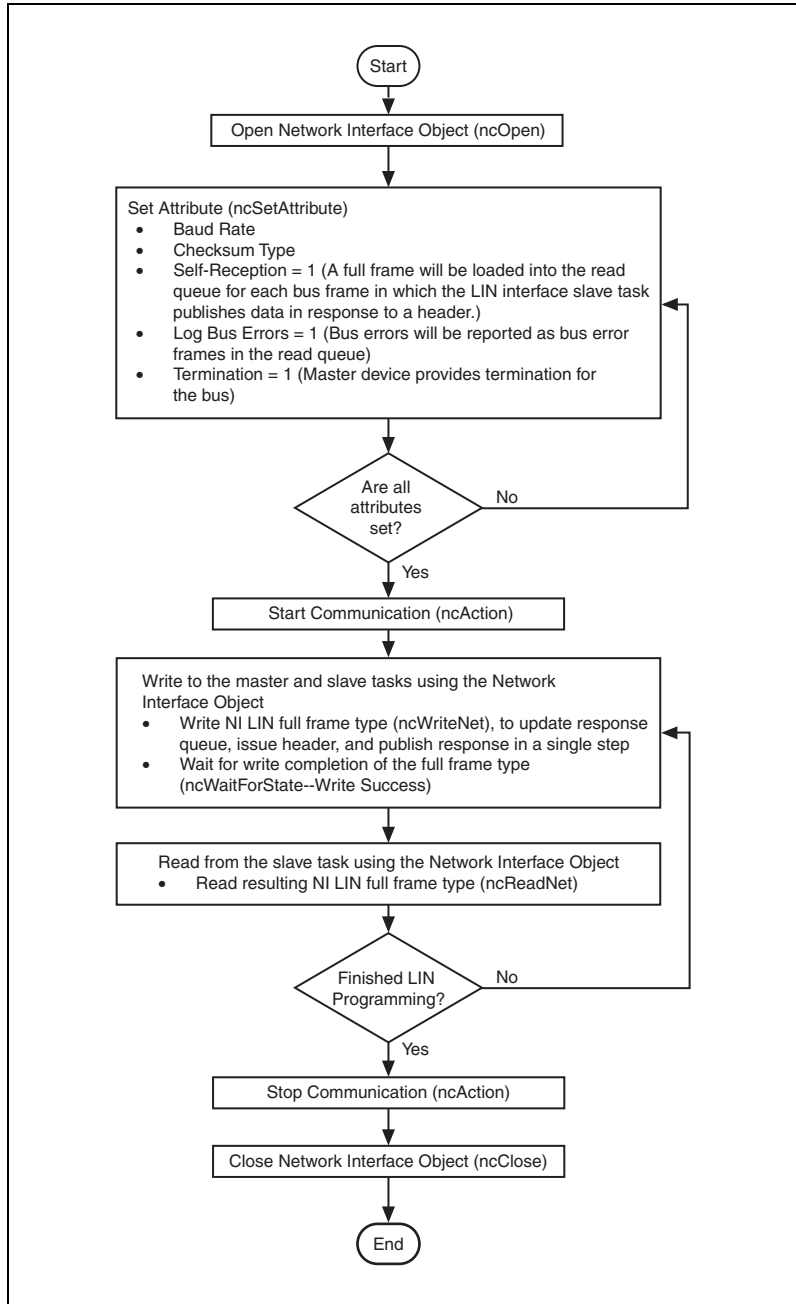 Start
Open Network Interface Object (ncOpen)
Set Attribute (ncSetAttribute)
• Baud Rate
• Checksum Type
• Self-Reception = 1 (A full frame will be loaded into the read
queue for each bus frame in which the LIN interface slave task
publishes data in response to a header.)
• Log Bus Errors = 1 (Bus errors will be reported as bus error
frames in the read queue)
• Termination = 1 (Master device provides termination for
the bus)
Are all
attributes
set?
No
Yes
Start Communication (ncAction)
Write to the master and slave tasks using the Network
Interface Object
• Write NI LIN full frame type (ncWriteNet), to update response
queue, issue header, and publish response in a single step
• Wait for write completion of the full frame type
(ncWaitForState--Write Success)
Read from the slave task using the Network Interface Object
• Read resulting NI LIN full frame type (ncReadNet)
Finished LIN
Programming?
No
Yes
Stop Communication (ncAction)
Close Network Interface Object (ncClose)
End